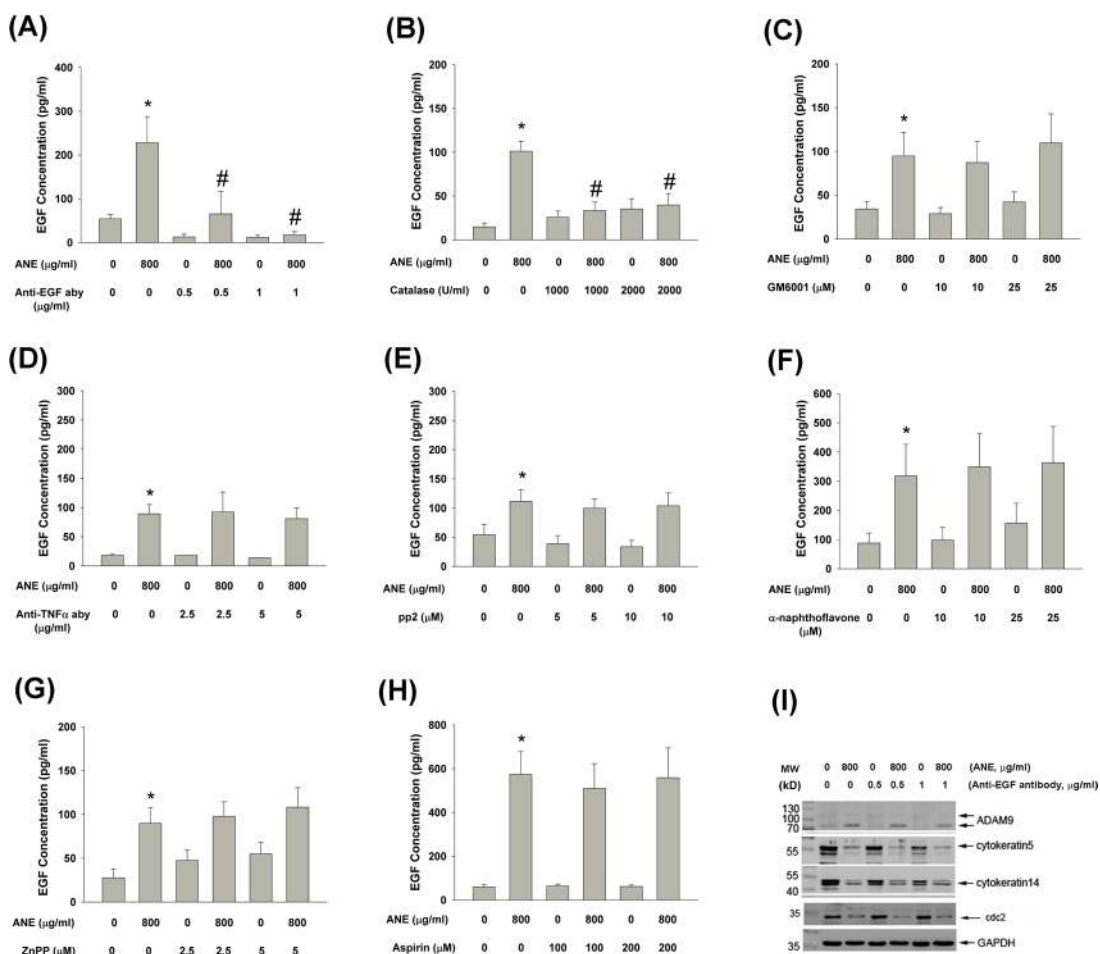 (A)
EGF Concentration (pg/ml)
400
300
200
100
0
*
#
#
ANE (μg/ml) 0 800 0 800 0 800
Anti-EGF aby 0 0 0.5 0.5 1 1
(μg/ml)
(B)
EGF Concentration (pg/ml)
200
150
100
50
0
*
#
#
ANE (μg/ml) 0 800 0 800 0 800
Catalase (U/ml) 0 0 1000 1000 2000 2000
(C)
EGF Concentration (pg/ml)
200
150
100
50
0
*
ANE (μg/ml) 0 800 0 800 0 800
GM6001 (μM) 0 0 10 10 25 25
(D)
EGF Concentration (pg/ml)
300
250
200
150
100
50
0
*
ANE (μg/ml) 0 800 0 800 0 800
Anti-TNFα aby 0 0 2.5 2.5 5 5
(μg/ml)
(E)
EGF Concentration (pg/ml)
300
250
200
150
100
50
0
*
ANE (μg/ml) 0 800 0 800 0 800
pp2 (μM) 0 0 5 5 10 10
(F)
EGF Concentration (pg/ml)
600
500
400
300
200
100
0
*
ANE (μg/ml) 0 800 0 800 0 800
α-naphthoflavone 0 0 10 10 25 25
(μM)
(G)
EGF Concentration (pg/ml)
200
150
100
50
0
*
ANE (μg/ml) 0 800 0 800 0 800
ZnPP (μM) 0 0 2.5 2.5 5 5
(H)
EGF Concentration (pg/ml)
800
600
400
200
0
*
ANE (μg/ml) 0 800 0 800 0 800
Aspirin (μM) 0 0 100 100 200 200
(I)
MW 0 800 0 800 0 800 (ANE, μg/ml)
(kD) 0 0 0.5 0.5 1 1 (Anti-EGF antibody, μg/ml)
130
100
70
ADAM9
55
cytokeratin5
55
40
cytokeratin14
35
cdc2
35
GAPDH